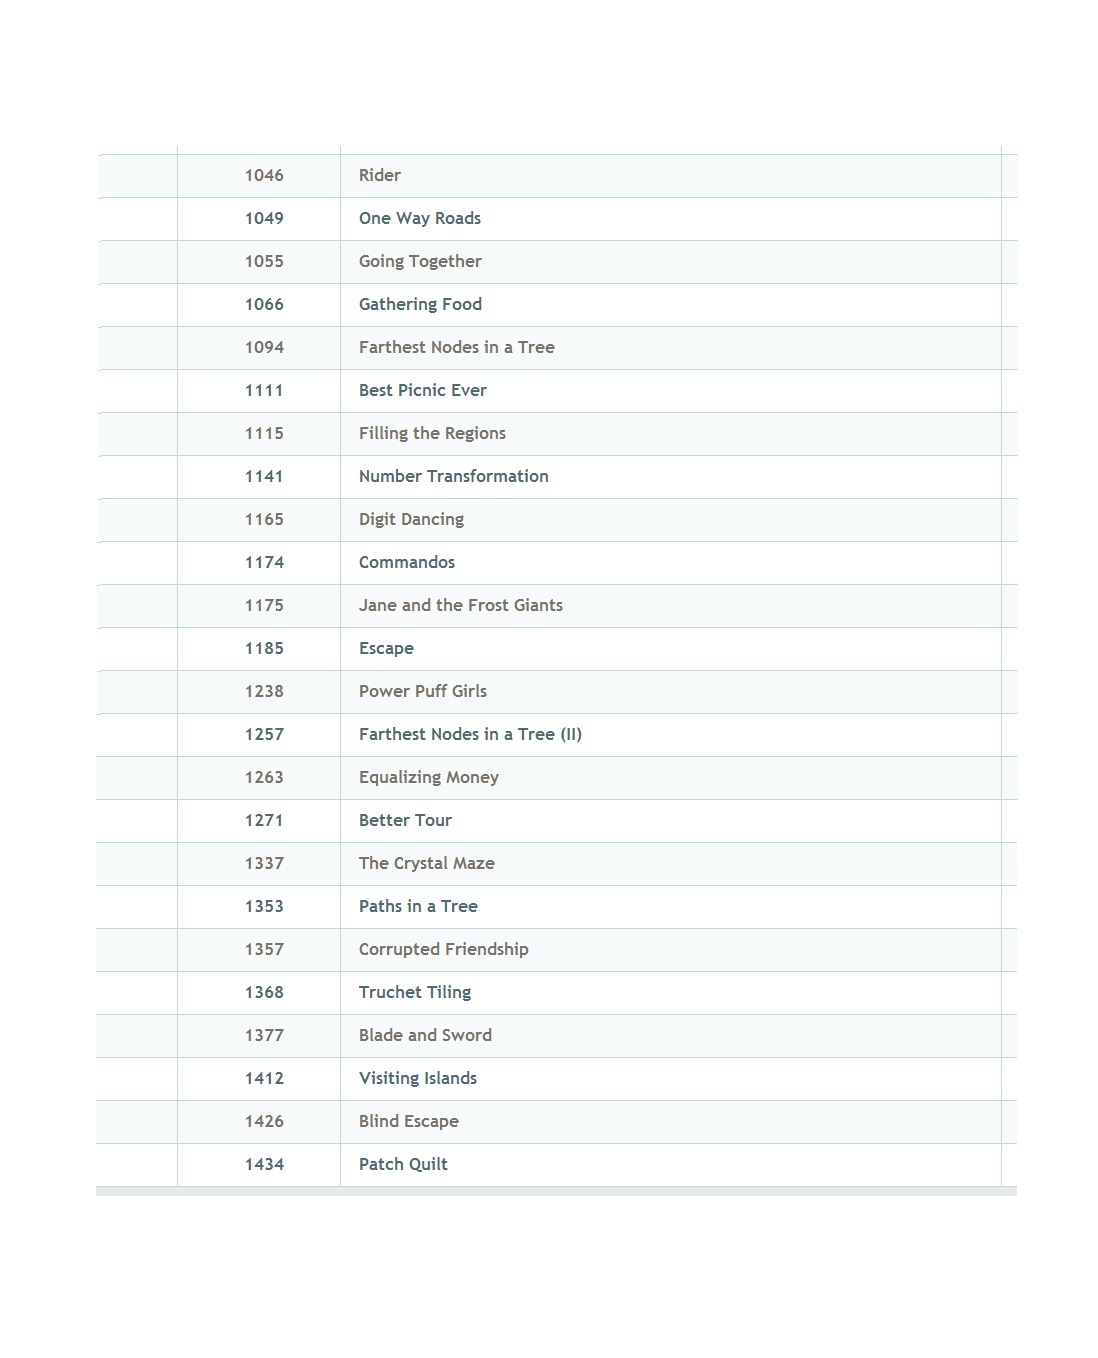 1046 Rider
1049 One Way Roads
1055 Going Together
1066 Gathering Food
1094 Farthest Nodes in a Tree
1111 Best Picnic Ever
1115 Filling the Regions
1141 Number Transformation
1165 Digit Dancing
1174 Commandos
1175 Jane and the Frost Giants
1185 Escape
1238 Power Puff Girls
1257 Farthest Nodes in a Tree (II)
1263 Equalizing Money
1271 Better Tour
1337 The Crystal Maze
1353 Paths in a Tree
1357 Corrupted Friendship
1368 Truchet Tiling
1377 Blade and Sword
1412 Visiting Islands
1426 Blind Escape
1434 Patch Quilt